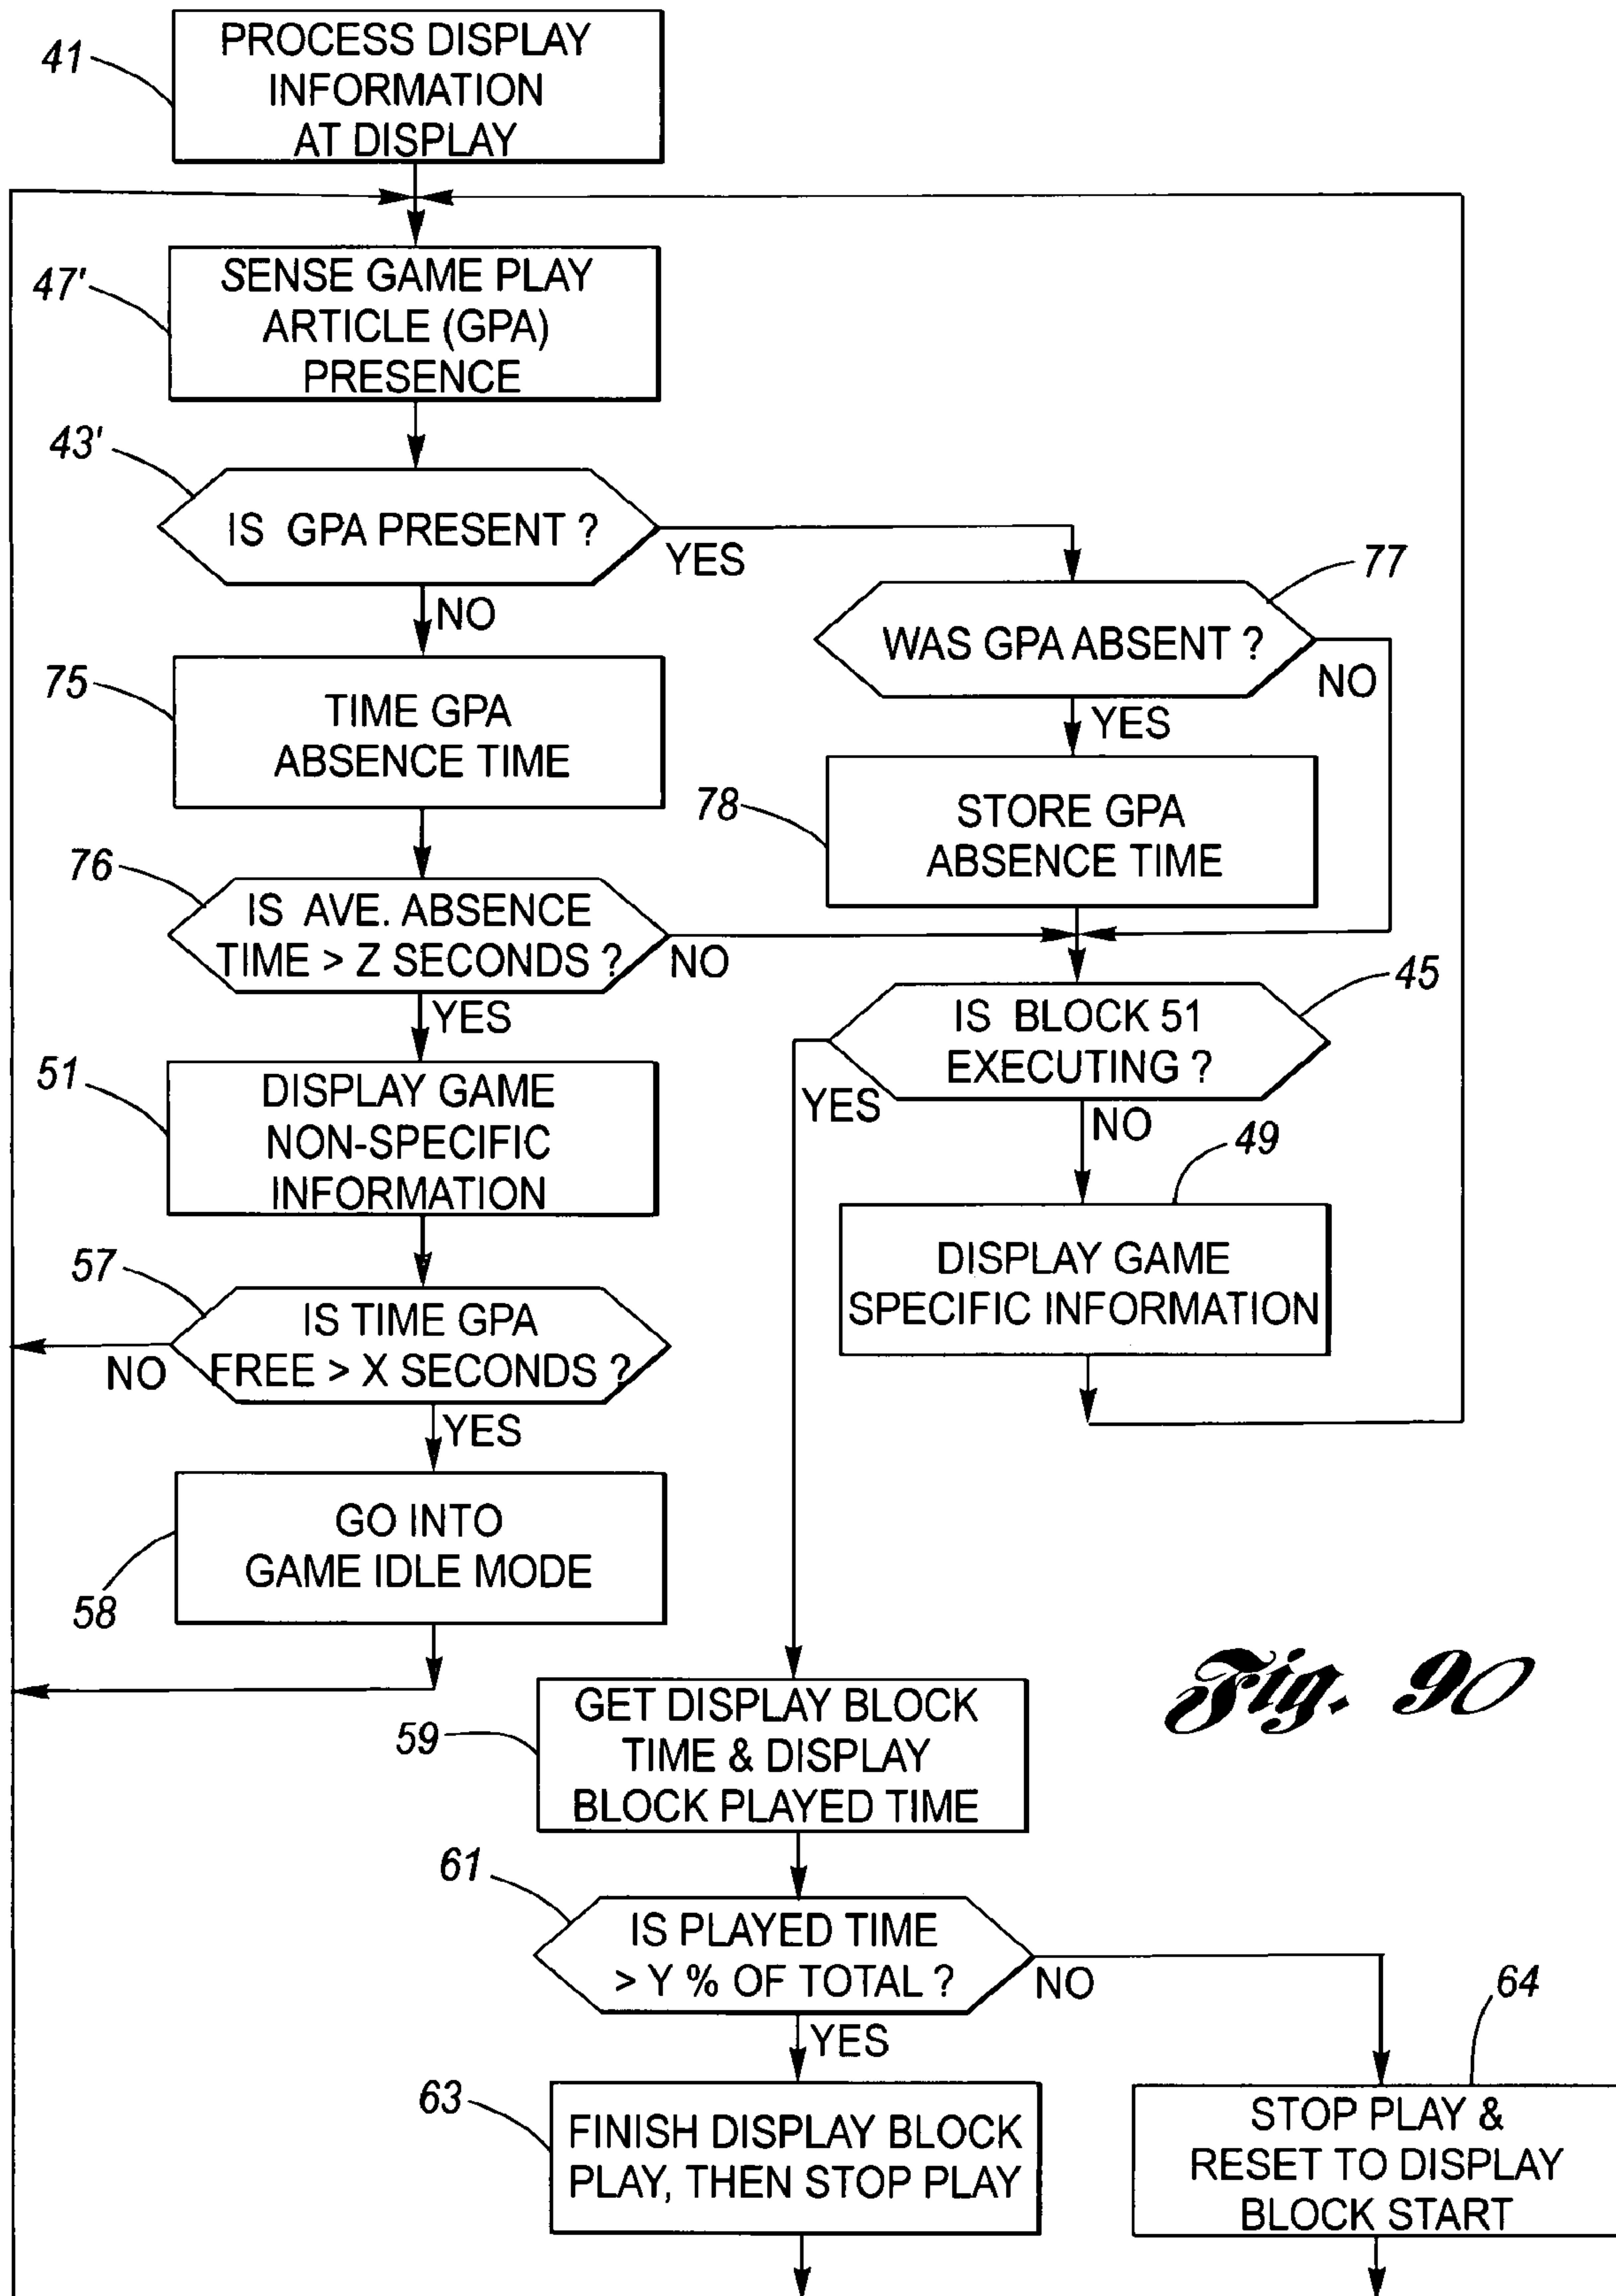 41
PROCESS DISPLAY
INFORMATION
AT DISPLAY
47'
SENSE GAME PLAY
ARTICLE (GPA)
PRESENCE
43'
IS GPA PRESENT ?
YES
NO
77
WAS GPA ABSENT ?
NO
YES
75
TIME GPA
ABSENCE TIME
78
STORE GPA
ABSENCE TIME
76
IS AVE. ABSENCE
TIME > Z SECONDS ?
NO
YES
45
IS BLOCK 51
EXECUTING ?
YES
NO
51
DISPLAY GAME
NON-SPECIFIC
INFORMATION
49
DISPLAY GAME
SPECIFIC INFORMATION
57
IS TIME GPA
FREE > X SECONDS ?
NO
YES
58
GO INTO
GAME IDLE MODE
59
GET DISPLAY BLOCK
TIME & DISPLAY
BLOCK PLAYED TIME
Fig. 90
61
IS PLAYED TIME
> Y % OF TOTAL ?
NO
YES
63
FINISH DISPLAY BLOCK
PLAY, THEN STOP PLAY
64
STOP PLAY &
RESET TO DISPLAY
BLOCK START